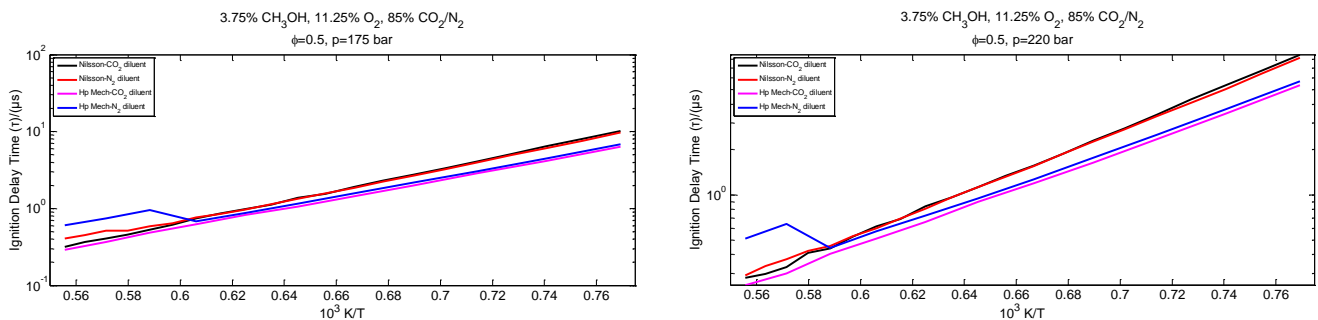 3.75% CH₃OH, 11.25% O₂, 85% CO₂/N₂
ϕ=0.5, p=175 bar
Ignition Delay Time (τ)/(μs)
10²
10¹
10⁰
10⁻¹
Nilsson-CO₂ diluent
Nilsson-N₂ diluent
Hp Mech-CO₂ diluent
Hp Mech-N₂ diluent
0.56 0.58 0.6 0.62 0.64 0.66 0.68 0.7 0.72 0.74 0.76
10³ K/T
3.75% CH₃OH, 11.25% O₂, 85% CO₂/N₂
ϕ=0.5, p=220 bar
Ignition Delay Time (τ)/(μs)
10⁰
Nilsson-CO₂ diluent
Nilsson-N₂ diluent
Hp Mech-CO₂ diluent
Hp Mech-N₂ diluent
0.56 0.58 0.6 0.62 0.64 0.66 0.68 0.7 0.72 0.74 0.76
10³ K/T